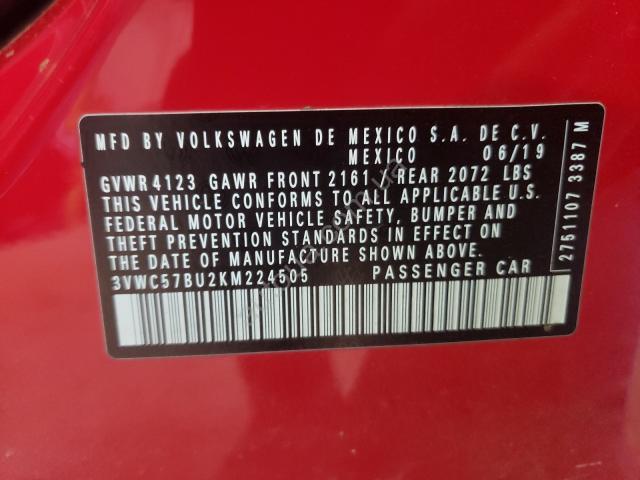 MFD BY VOLKSWAGEN DE MEXICO S.A. DE C.V.
MEXICO 06/19
GVWR 4123 GAWR FRONT 2161 / REAR 2072 LBS
THIS VEHICLE CONFORMS TO ALL APPLICABLE U.S.
FEDERAL MOTOR VEHICLE SAFETY, BUMPER AND
THEFT PREVENTION STANDARDS IN EFFECT ON
THE DATE OF MANUFACTURE SHOWN ABOVE.
3VWC57BU2KM224505 PASSENGER CAR
2751107 3387 M